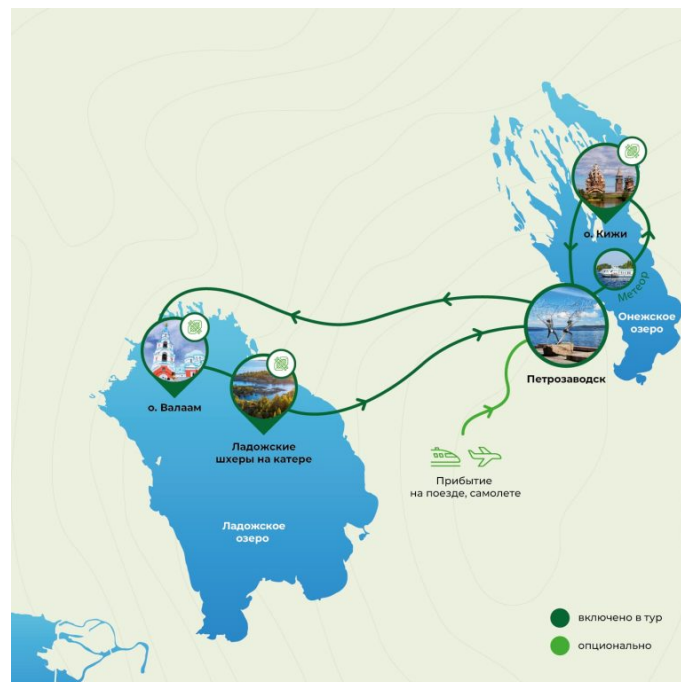 о. Кижи
Метеор
Онежское
озеро
Петрозаводск
о. Валаам
Ладожские
шхеры на катере
Прибытие
на поезде, самолете
Ладожское
озеро
включено в тур
опционально